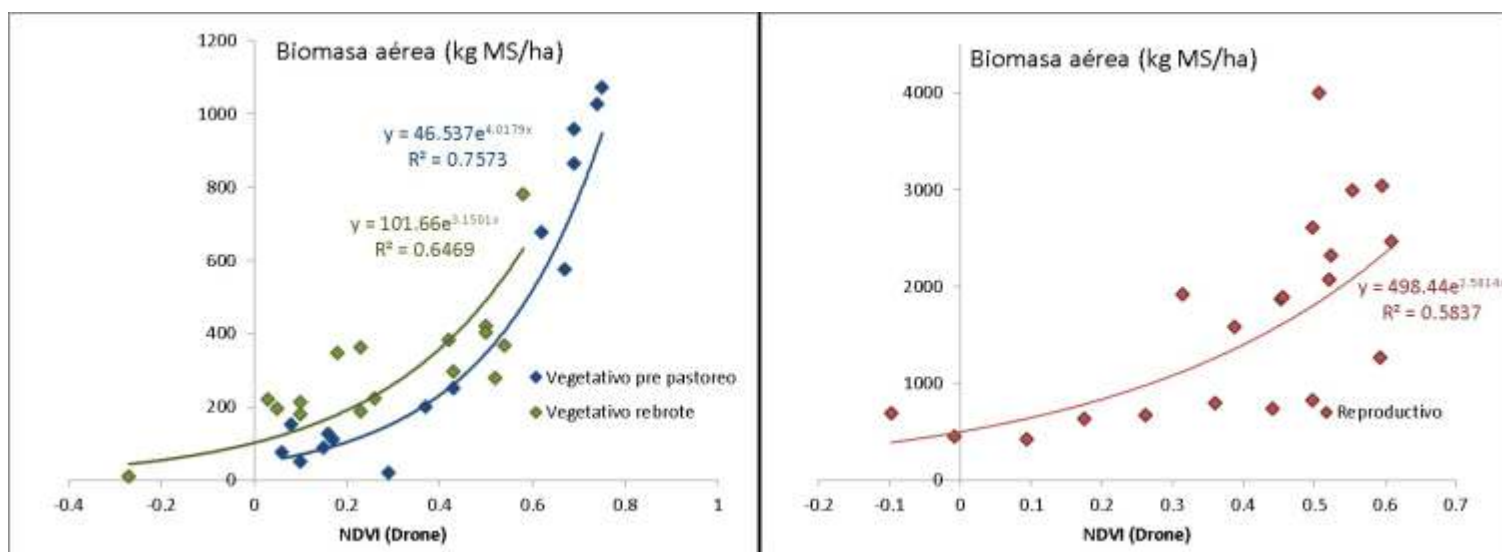 Biomasa aérea (kg MS/ha)
1200
1000
800
600
400
200
0
y = 46.537e^4.0179x
R² = 0.7573
y = 101.66e^3.1501x
R² = 0.6469
Vegetativo pre pastoreo
Vegetativo rebrote
-0.4 -0.2 0 0.2 0.4 0.6 0.8 1
NDVI (Drone)
Biomasa aérea (kg MS/ha)
4000
3000
2000
1000
0
y = 498.44e
R² = 0.5837
Reproductivo
-0.2 -0.1 0 0.1 0.2 0.3 0.4 0.5 0.6 0.7
NDVI (Drone)